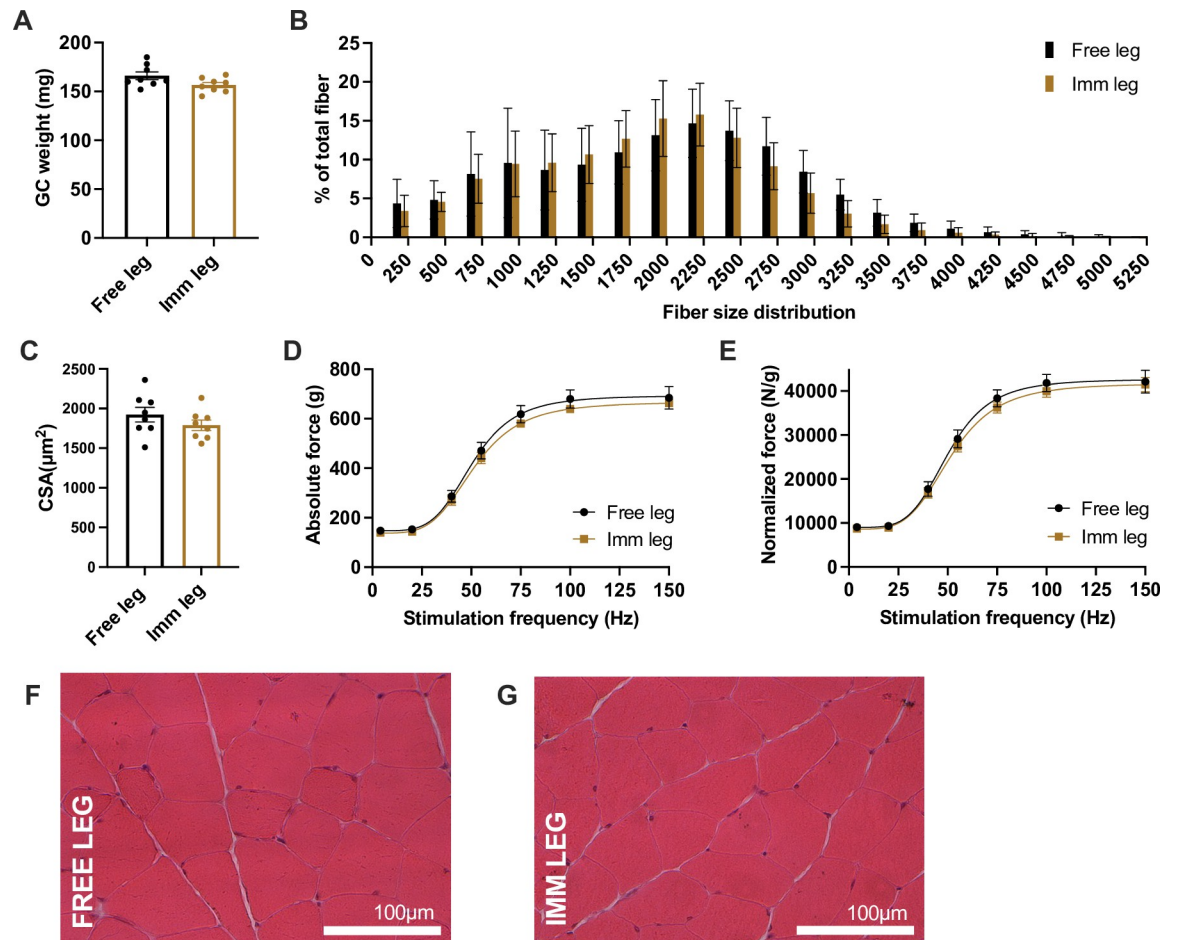 A
GC weight (mg)
200
150
100
50
0
Free leg
Imm leg
B
% of total fiber
25
20
15
10
5
0
0
250
500
750
1000
1250
1500
1750
2000
2250
2500
2750
3000
3250
3500
3750
4000
4250
4500
4750
5000
5250
Fiber size distribution
Free leg
Imm leg
C
CSA(µm²)
2500
2000
1500
1000
500
0
Free leg
Imm leg
D
Absolute force (g)
800
600
400
200
0
0 25 50 75 100 125 150
Stimulation frequency (Hz)
Free leg
Imm leg
E
Normalized force (N/g)
40000
30000
20000
10000
0
0 25 50 75 100 125 150
Stimulation frequency (Hz)
Free leg
Imm leg
F
FREE LEG
100µm
G
IMM LEG
100µm